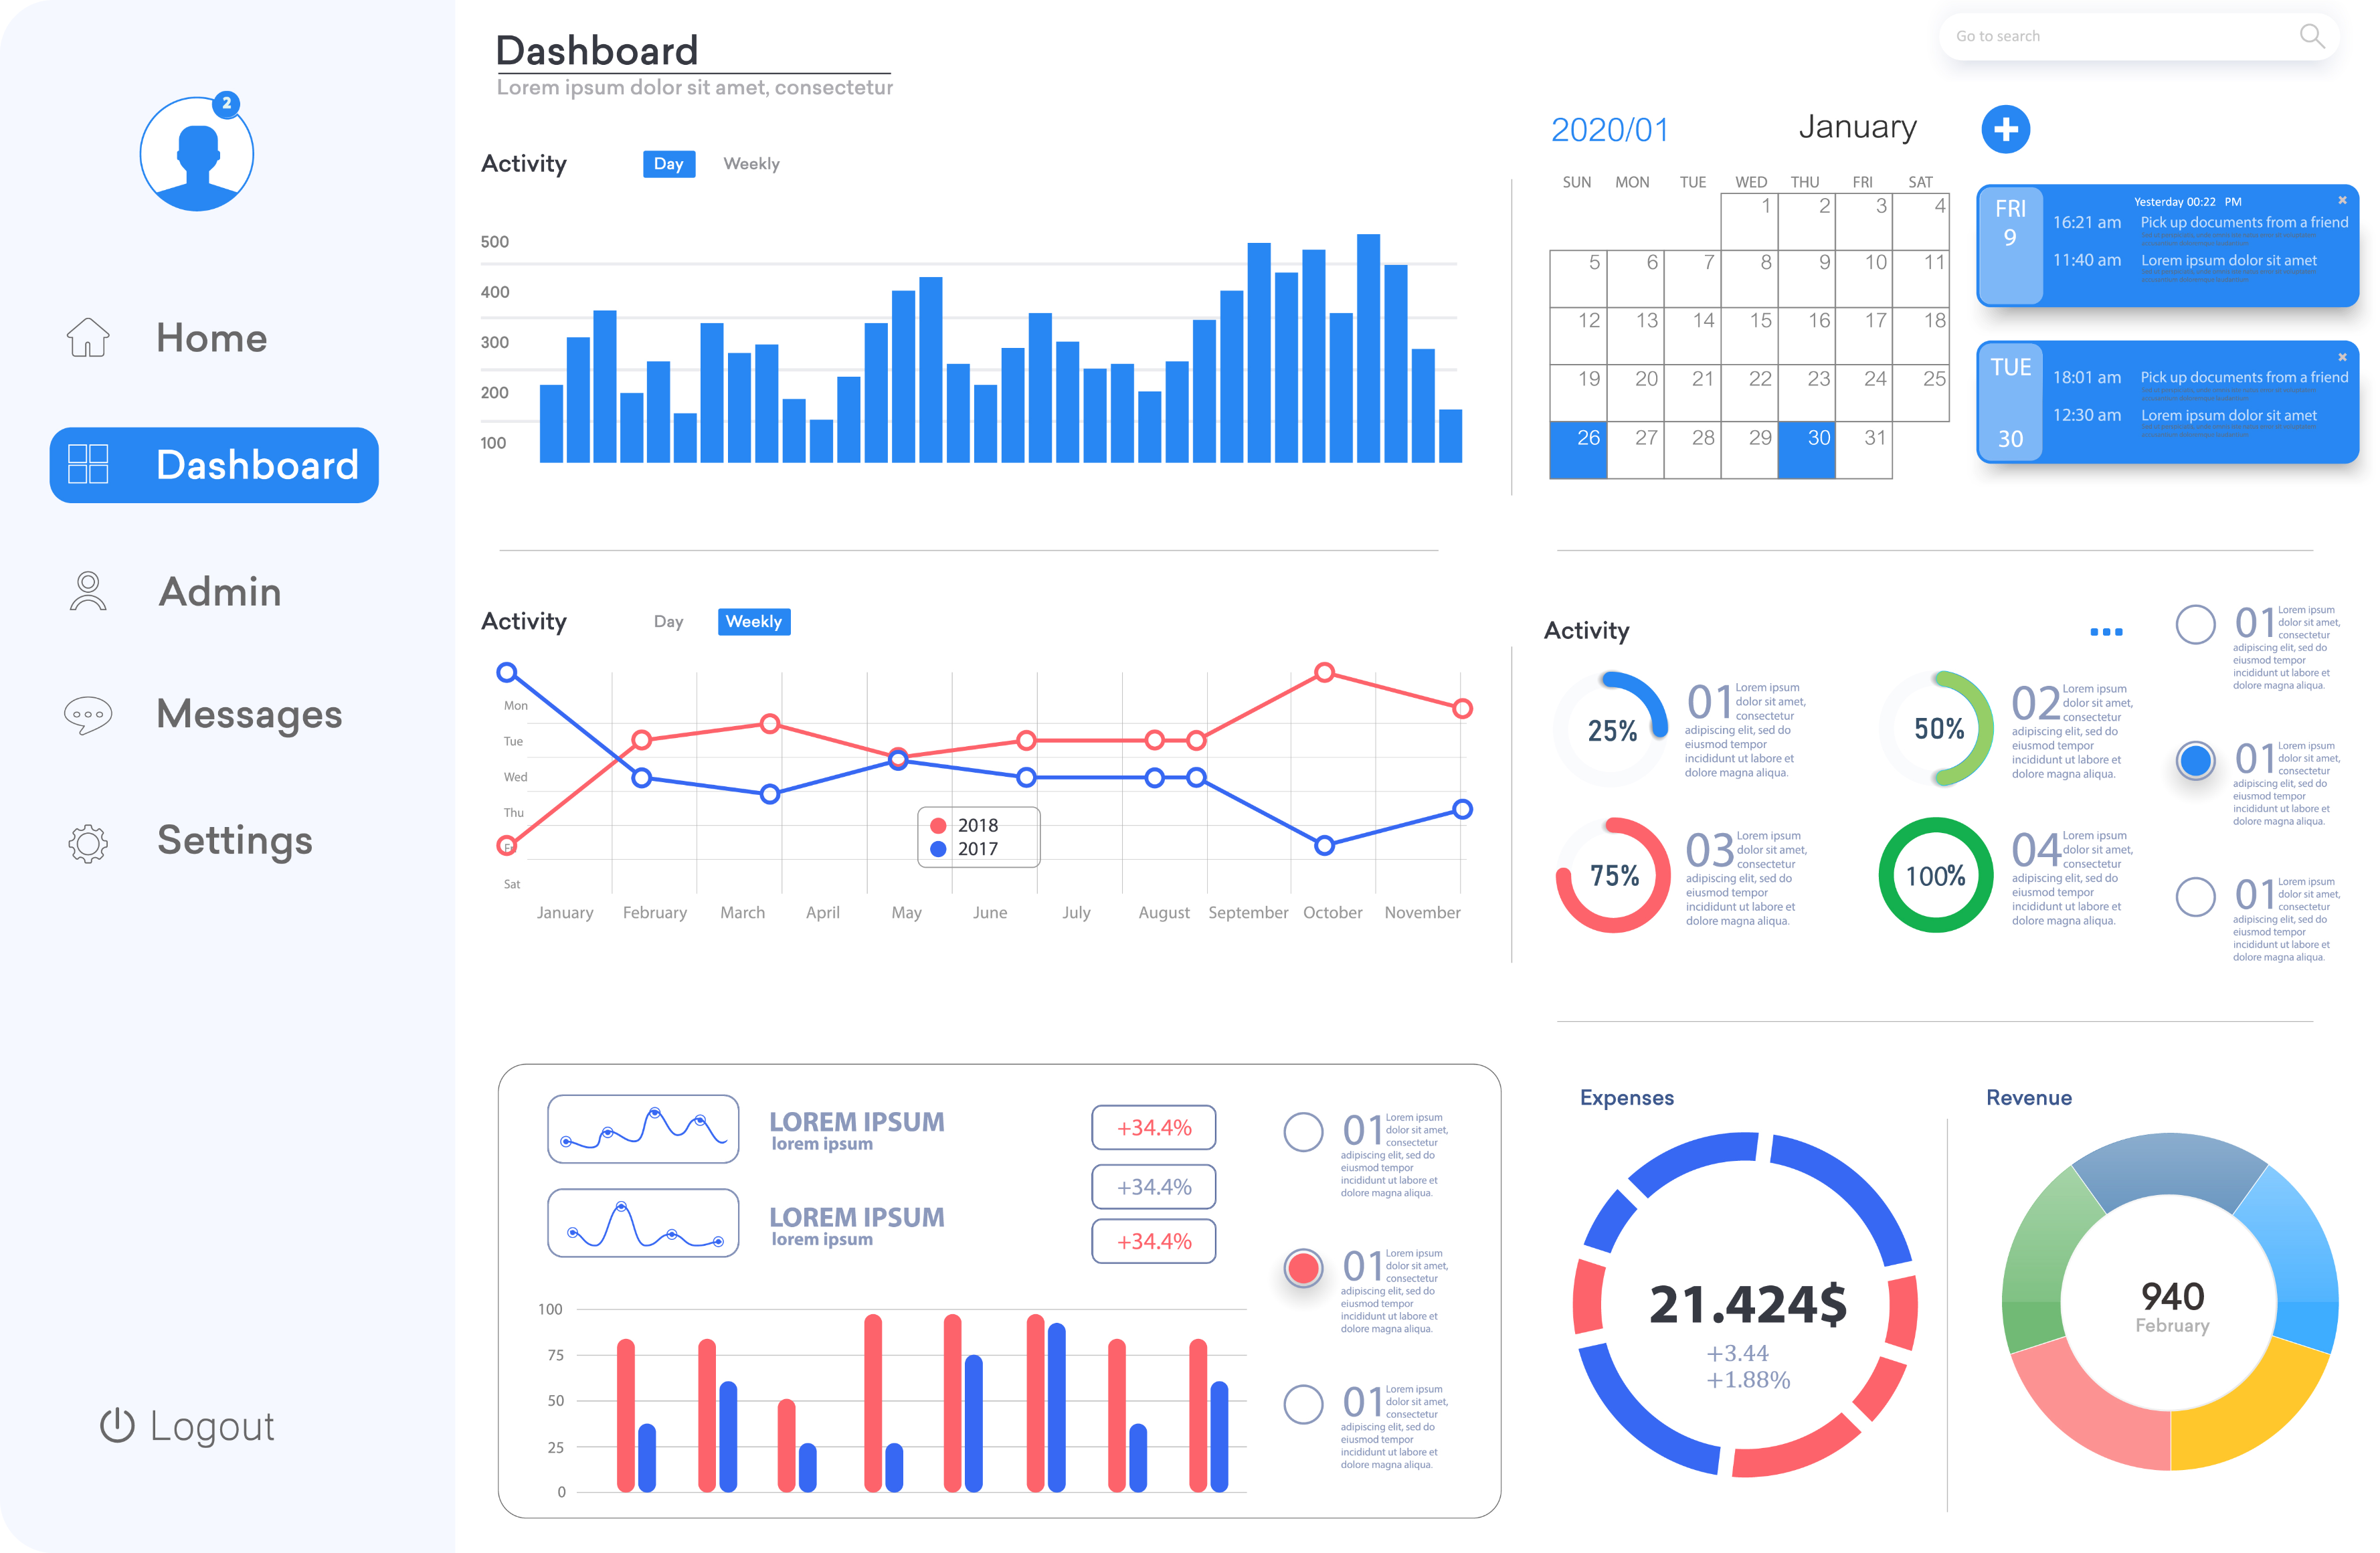 2
Home
Dashboard
Admin
Messages
Settings
Logout
Dashboard
Lorem ipsum dolor sit amet, consectetur
Go to search
Activity Day Weekly
500
400
300
200
100
2020/01 January
SUN MON TUE WED THU FRI SAT
1 2 3 4
5 6 7 8 9 10 11
12 13 14 15 16 17 18
19 20 21 22 23 24 25
26 27 28 29 30 31
FRI
9
Yesterday 00:22 PM
16:21 am Pick up documents from a friend
11:40 am Lorem ipsum dolor sit amet
TUE
30
18:01 am Pick up documents from a friend
12:30 am Lorem ipsum dolor sit amet
Activity Day Weekly
Mon
Tue
Wed
Thu
Sat
2018
2017
January February March April May June July August September October November
Activity
25%
01 Lorem ipsum
dolor sit amet,
consectetur
adipiscing elit, sed do
eiusmod tempor
incididunt ut labore et
dolore magna aliqua.
50%
02 Lorem ipsum
dolor sit amet,
consectetur
adipiscing elit, sed do
eiusmod tempor
incididunt ut labore et
dolore magna aliqua.
75%
03 Lorem ipsum
dolor sit amet,
consectetur
adipiscing elit, sed do
eiusmod tempor
incididunt ut labore et
dolore magna aliqua.
100%
04 Lorem ipsum
dolor sit amet,
consectetur
adipiscing elit, sed do
eiusmod tempor
incididunt ut labore et
dolore magna aliqua.
01 Lorem ipsum
dolor sit amet,
consectetur
adipiscing elit, sed do
eiusmod tempor
incididunt ut labore et
dolore magna aliqua.
01 Lorem ipsum
dolor sit amet,
consectetur
adipiscing elit, sed do
eiusmod tempor
incididunt ut labore et
dolore magna aliqua.
01 Lorem ipsum
dolor sit amet,
consectetur
adipiscing elit, sed do
eiusmod tempor
incididunt ut labore et
dolore magna aliqua.
LOREM IPSUM
lorem ipsum
LOREM IPSUM
lorem ipsum
+34.4%
+34.4%
+34.4%
01 Lorem ipsum
dolor sit amet,
consectetur
adipiscing elit, sed do
eiusmod tempor
incididunt ut labore et
dolore magna aliqua.
01 Lorem ipsum
dolor sit amet,
consectetur
adipiscing elit, sed do
eiusmod tempor
incididunt ut labore et
dolore magna aliqua.
01 Lorem ipsum
dolor sit amet,
consectetur
adipiscing elit, sed do
eiusmod tempor
incididunt ut labore et
dolore magna aliqua.
100
75
50
25
0
Expenses
21.424$
+3.44
+1.88%
Revenue
940
February